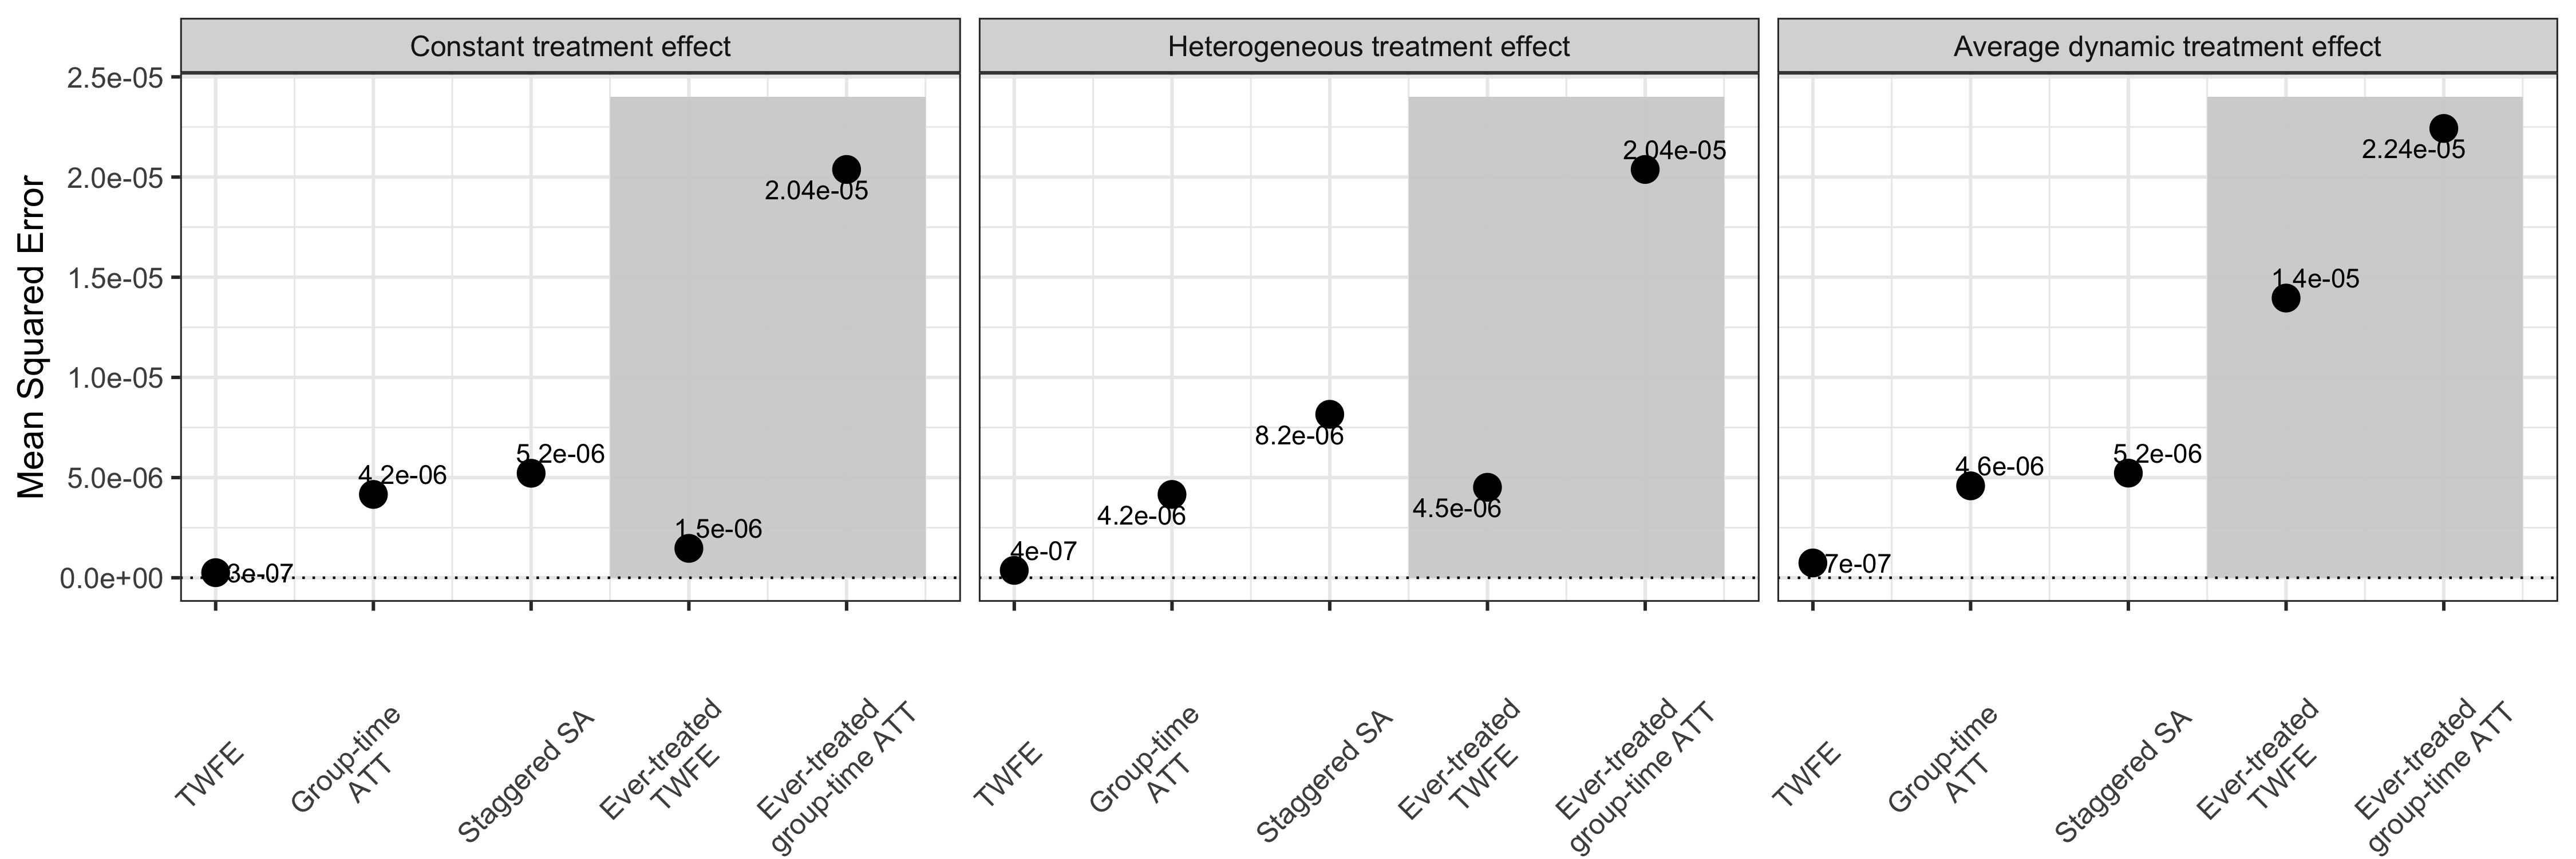 Constant treatment effect
Heterogeneous treatment effect
Average dynamic treatment effect
Mean Squared Error
2.5e-05
2.0e-05
1.5e-05
1.0e-05
5.0e-06
0.0e+00
3e-07
4.2e-06
5.2e-06
1.5e-06
2.04e-05
4e-07
4.2e-06
8.2e-06
4.5e-06
2.04e-05
7e-07
4.6e-06
5.2e-06
1.4e-05
2.24e-05
TWFE
Group-time
ATT
Staggered SA
Ever-treated
TWFE
Ever-treated
group-time ATT
TWFE
Group-time
ATT
Staggered SA
Ever-treated
TWFE
Ever-treated
group-time ATT
TWFE
Group-time
ATT
Staggered SA
Ever-treated
TWFE
Ever-treated
group-time ATT